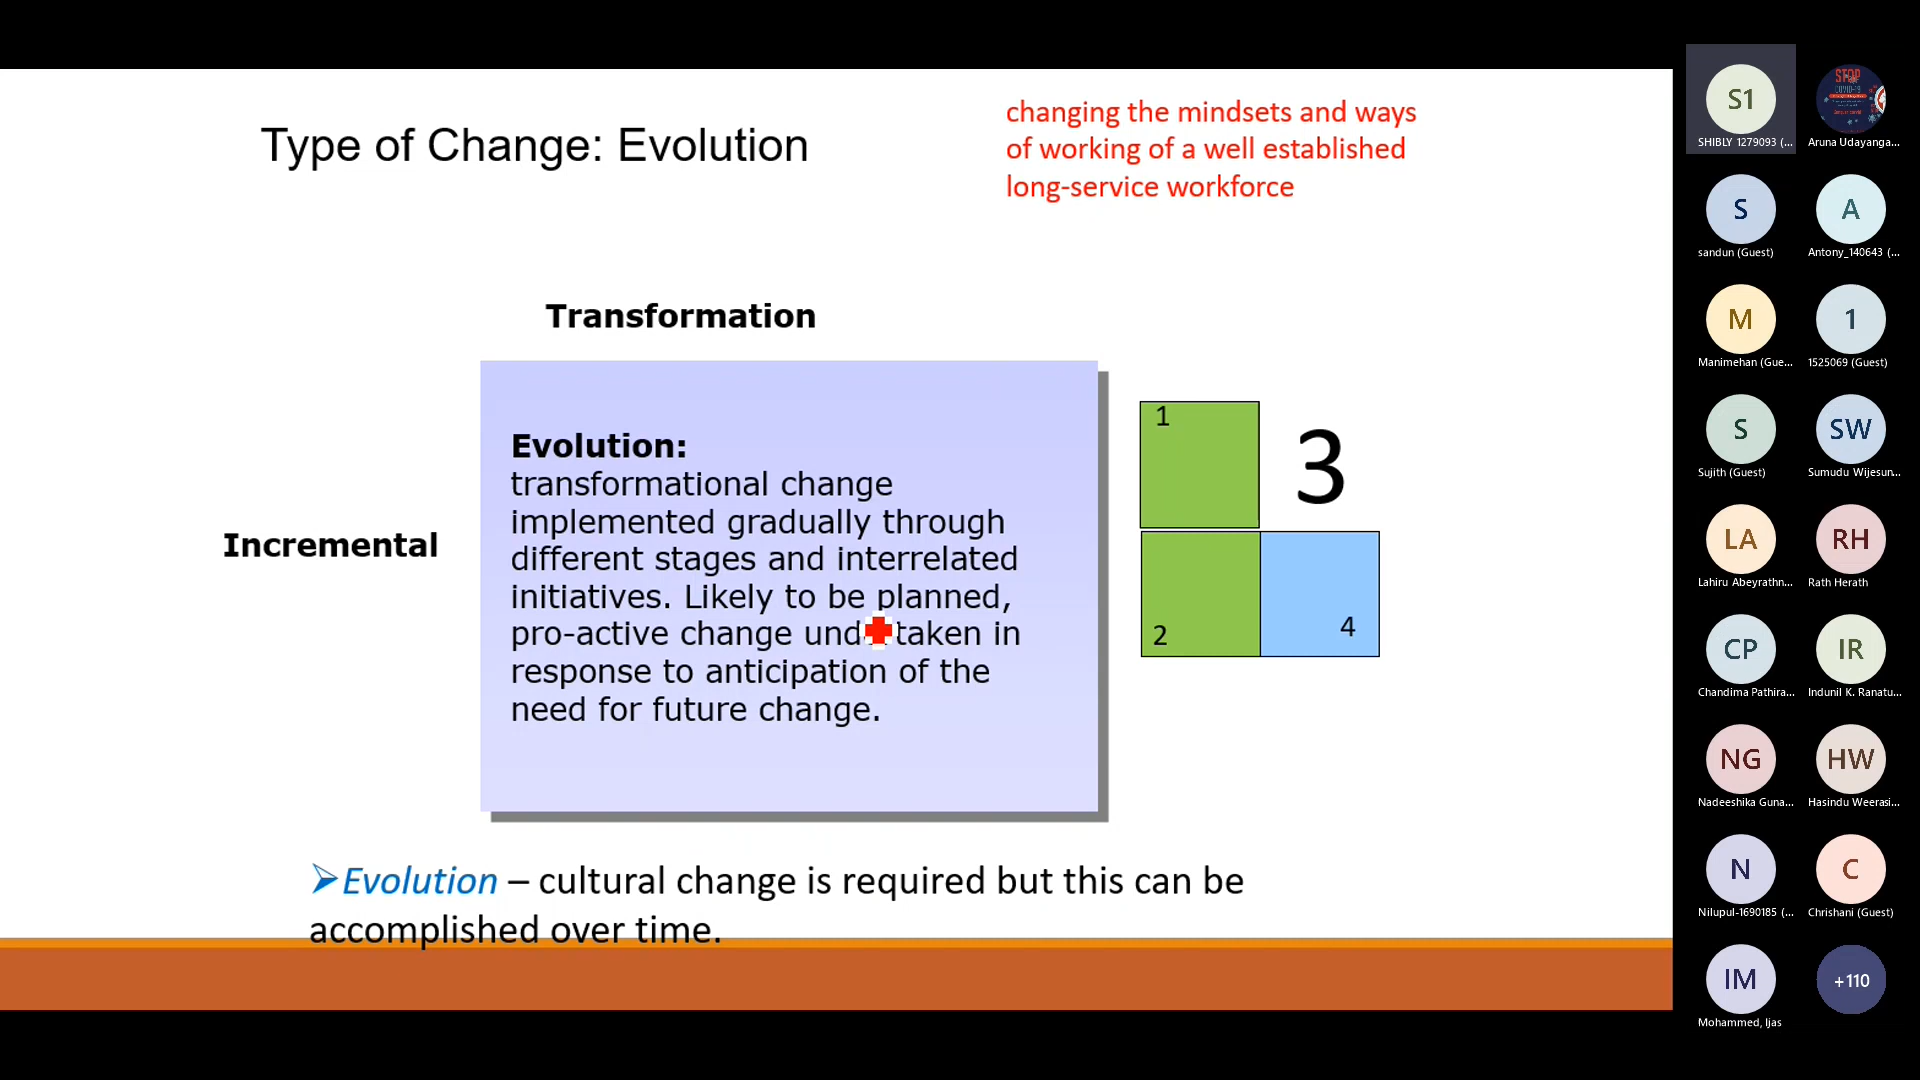 Type of Change: Evolution
changing the mindsets and ways
of working of a well established
long-service workforce
Transformation
Incremental
Evolution:
transformational change
implemented gradually through
different stages and interrelated
initiatives. Likely to be planned,
pro-active change taken in
response to anticipation of the
need for future change.
1
3
2
4
➢Evolution – cultural change is required but this can be
accomplished over time.
S1
SHIBLY 1279093 (...
STOP
Aruna Udayanga...
S
sandun (Guest)
A
Antony_140643 (...
M
Manimehan (Gue...
1
1525069 (Guest)
S
Sujith (Guest)
SW
Sumudu Wijesun...
LA
Lahiru Abeyrathn...
RH
Rath Herath
CP
Chandima Pathira...
IR
Indunil K. Ranatu...
NG
Nadeeshika Guna...
HW
Hasindu Weerasi...
N
Nilupul-1690185 (...
C
Chrishani (Guest)
IM
Mohammed, Ijas
+110